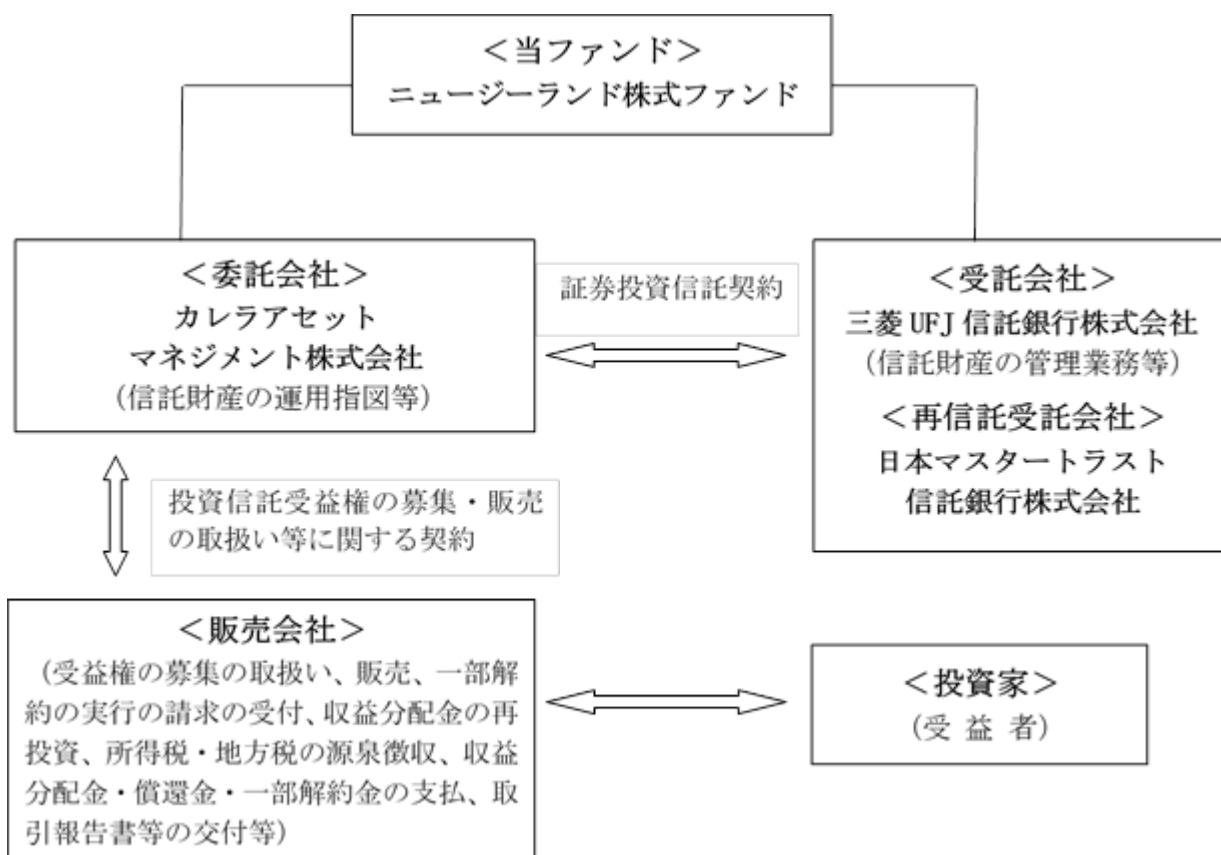 ＜当ファンド＞
ニュージーランド株式ファンド
＜委託会社＞
カレラアセット
マネジメント株式会社
（信託財産の運用指図等）
証券投資信託契約
＜受託会社＞
三菱 UFJ 信託銀行株式会社
（信託財産の管理業務等）
＜再信託受託会社＞
日本マスタートラスト
信託銀行株式会社
投資信託受益権の募集・販売
の取扱い等に関する契約
＜販売会社＞
（受益権の募集の取扱い、販売、一部解
約の実行の請求の受付、収益分配金の再
投資、所得税・地方税の源泉徴収、収益
分配金・償還金・一部解約金の支払、取
引報告書等の交付等）
＜投資家＞
（受 益 者）